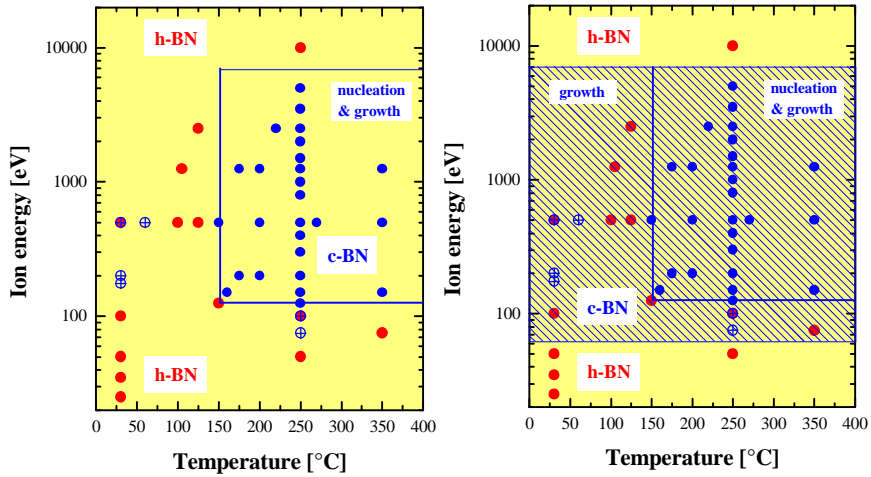 h-BN
nucleation
& growth
c-BN
h-BN
10000
1000
100
Ion energy [eV]
0 50 100 150 200 250 300 350 400
Temperature [°C]
h-BN
growth
nucleation
& growth
c-BN
h-BN
10000
1000
100
Ion energy [eV]
0 50 100 150 200 250 300 350 400
Temperature [°C]